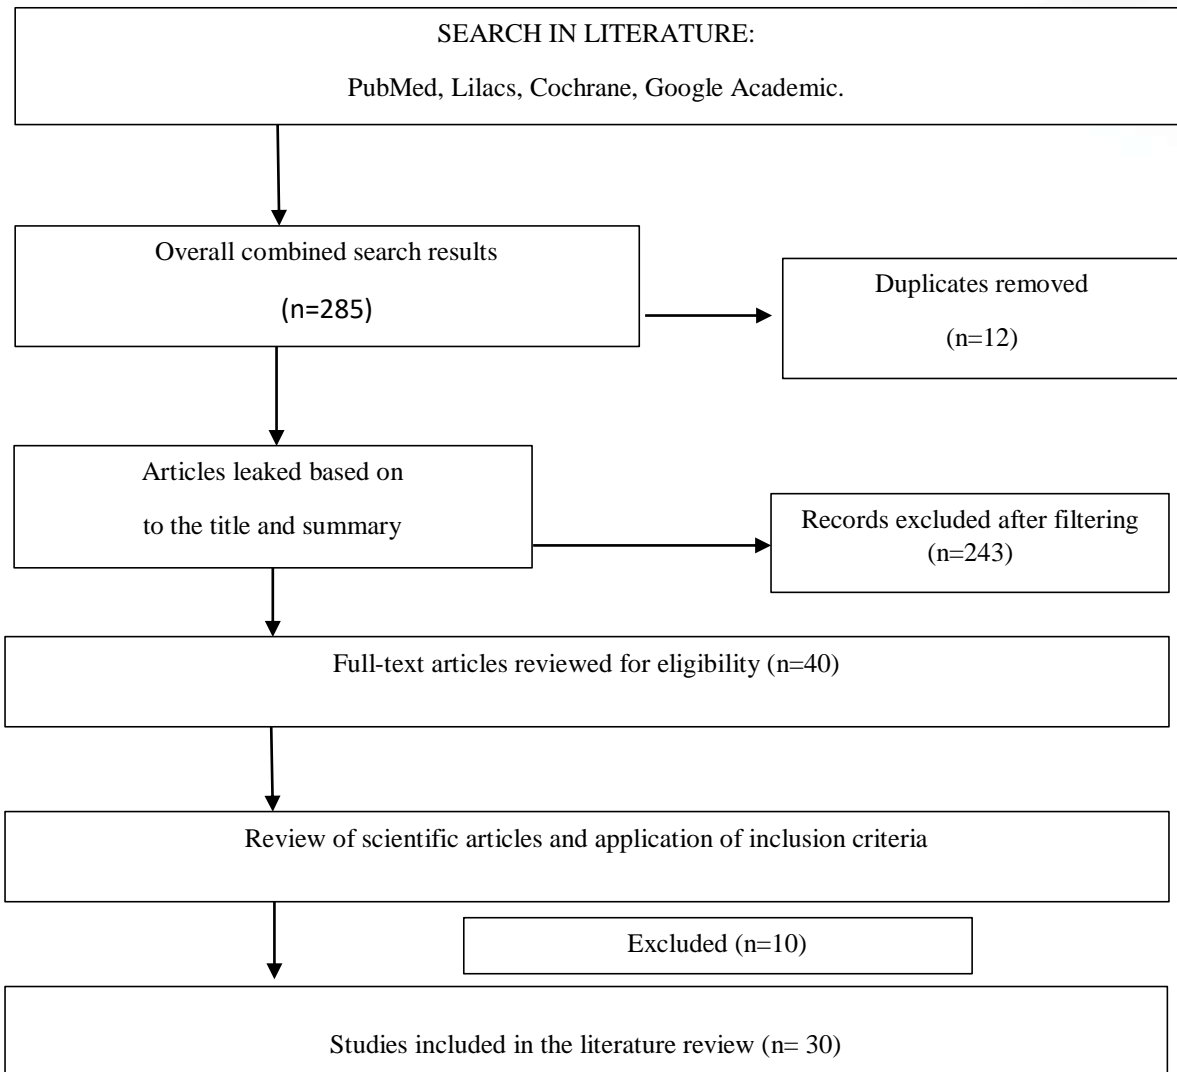 SEARCH IN LITERATURE:
PubMed, Lilacs, Cochrane, Google Academic.
Overall combined search results
(n=285)
Duplicates removed
(n=12)
Articles leaked based on
to the title and summary
Records excluded after filtering
(n=243)
Full-text articles reviewed for eligibility (n=40)
Review of scientific articles and application of inclusion criteria
Excluded (n=10)
Studies included in the literature review (n= 30)